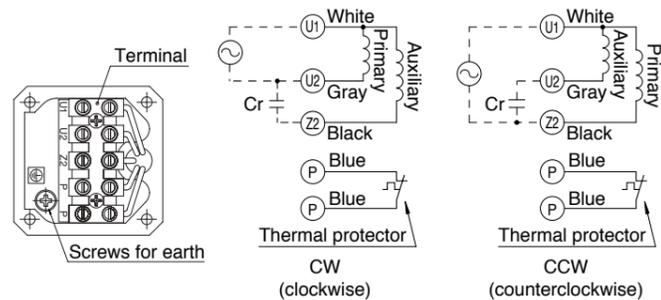 Terminal
U1
U2
Z2
P
P
Screws for earth
U1
White
Primary
Auxiliary
U2
Gray
Cr
Z2
Black
P
Blue
P
Blue
Thermal protector
CW
(clockwise)
U1
White
Auxiliary
Primary
U2
Gray
Cr
Z2
Black
P
Blue
P
Blue
Thermal protector
CCW
(counterclockwise)